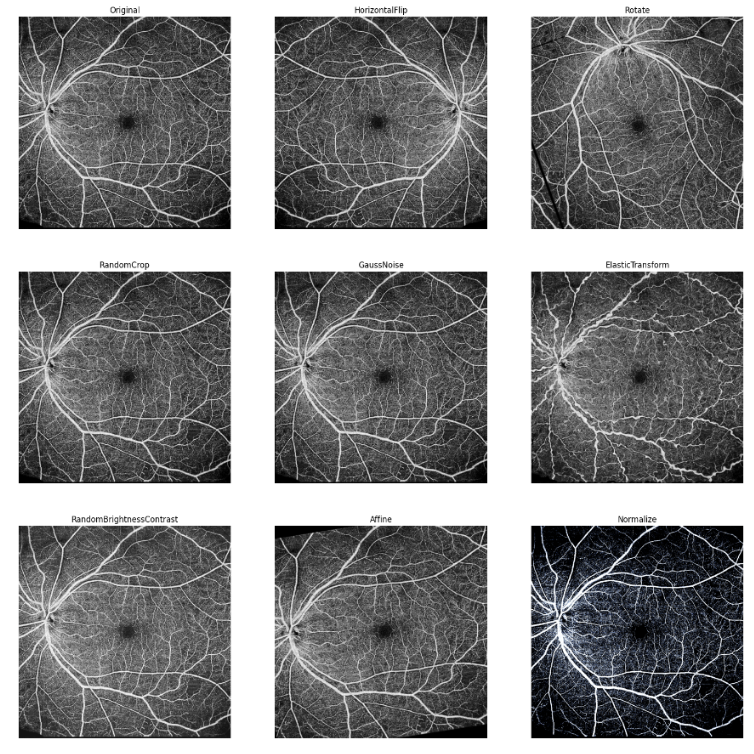 Original
HorizontalFlip
Rotate
RandomCrop
GaussNoise
ElasticTransform
RandomBrightnessContrast
Affine
Normalize